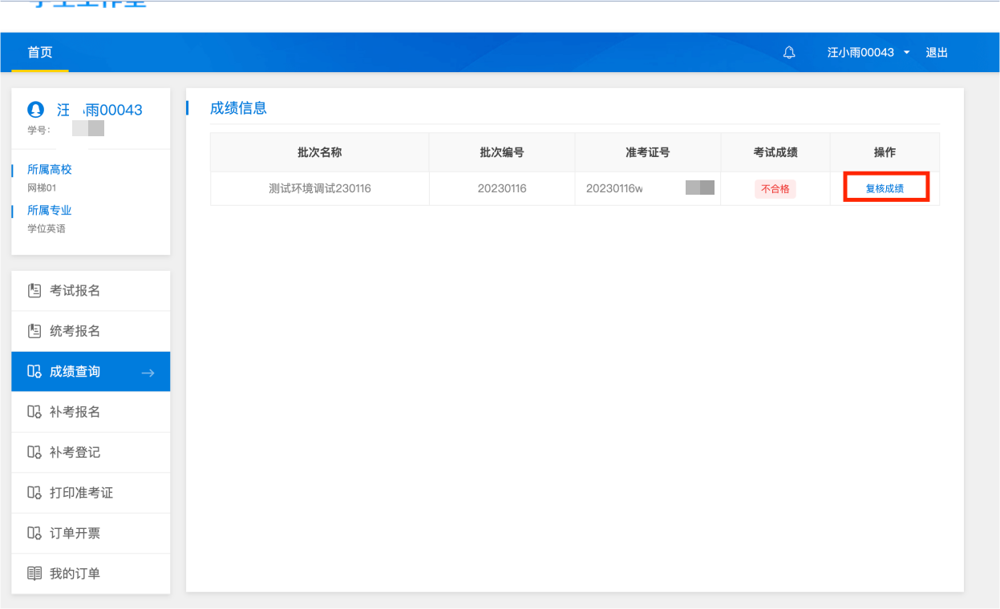 首页
汪小雨00043
退出
汪 小雨00043
学号:
所属高校
网梯01
所属专业
学位英语
考试报名
统考报名
成绩查询
补考报名
补考登记
打印准考证
订单开票
我的订单
成绩信息
批次名称 批次编号 准考证号 考试成绩 操作
测试环境调试230116 20230116 20230116w 不合格 复核成绩